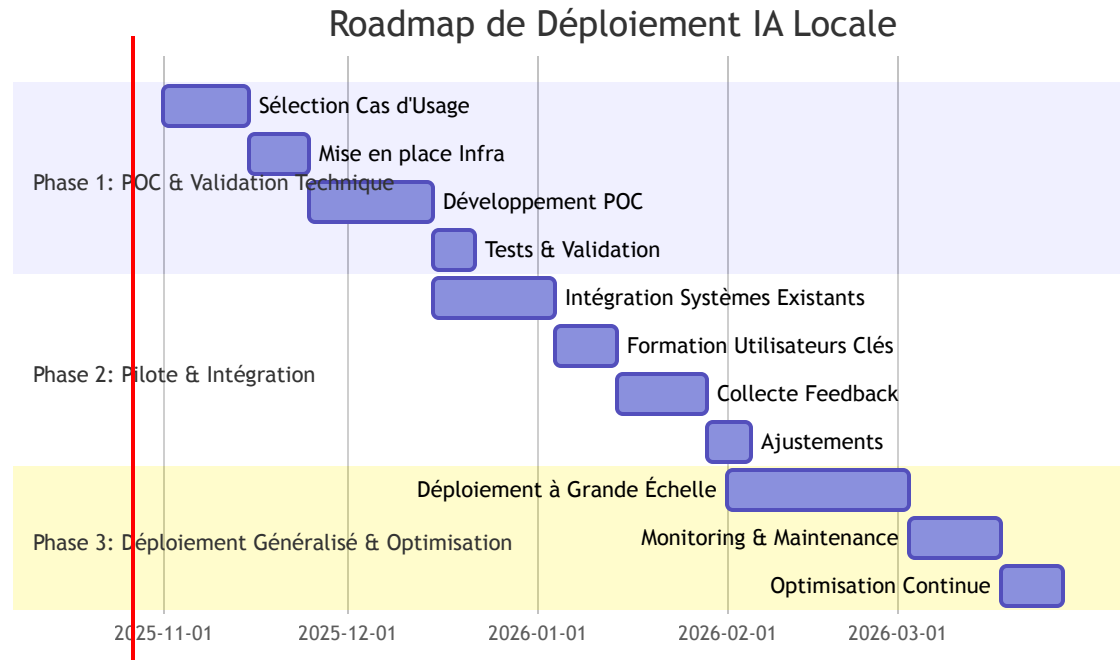 Roadmap de Déploiement IA Locale
Sélection Cas d'Usage
Mise en place Infra
Phase 1: POC & Validation Technique
Développement POC
Tests & Validation
Intégration Systèmes Existants
Formation Utilisateurs Clés
Phase 2: Pilote & Intégration
Collecte Feedback
Ajustements
Déploiement à Grande Échelle
Monitoring & Maintenance
Phase 3: Déploiement Généralisé & Optimisation
Optimisation Continue
2025-11-01 2025-12-01 2026-01-01 2026-02-01 2026-03-01